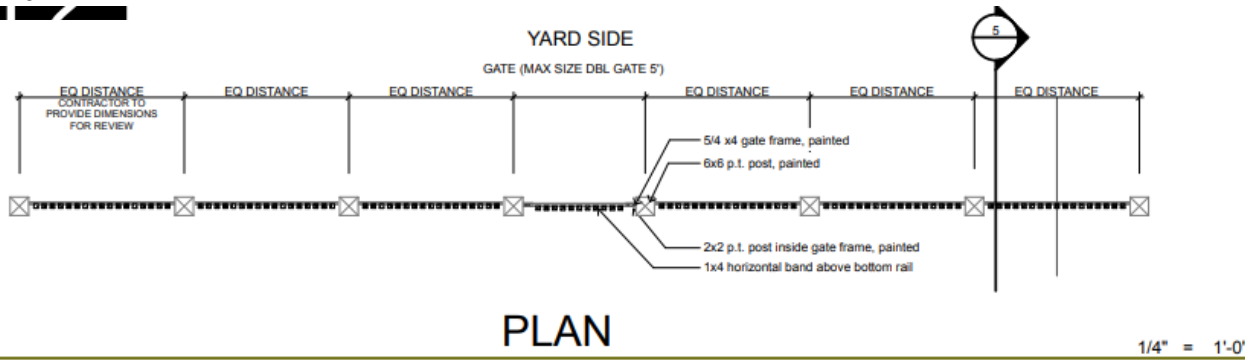 YARD SIDE
5
GATE (MAX SIZE DBL GATE 5')
EQ DISTANCE EQ DISTANCE EQ DISTANCE EQ DISTANCE EQ DISTANCE EQ DISTANCE
CONTRACTOR TO
PROVIDE DIMENSIONS
FOR REVIEW
5/4 x4 gate frame, painted
6x6 p.t. post, painted
2x2 p.t. post inside gate frame, painted
1x4 horizontal band above bottom rail
PLAN
1/4" = 1'-0"